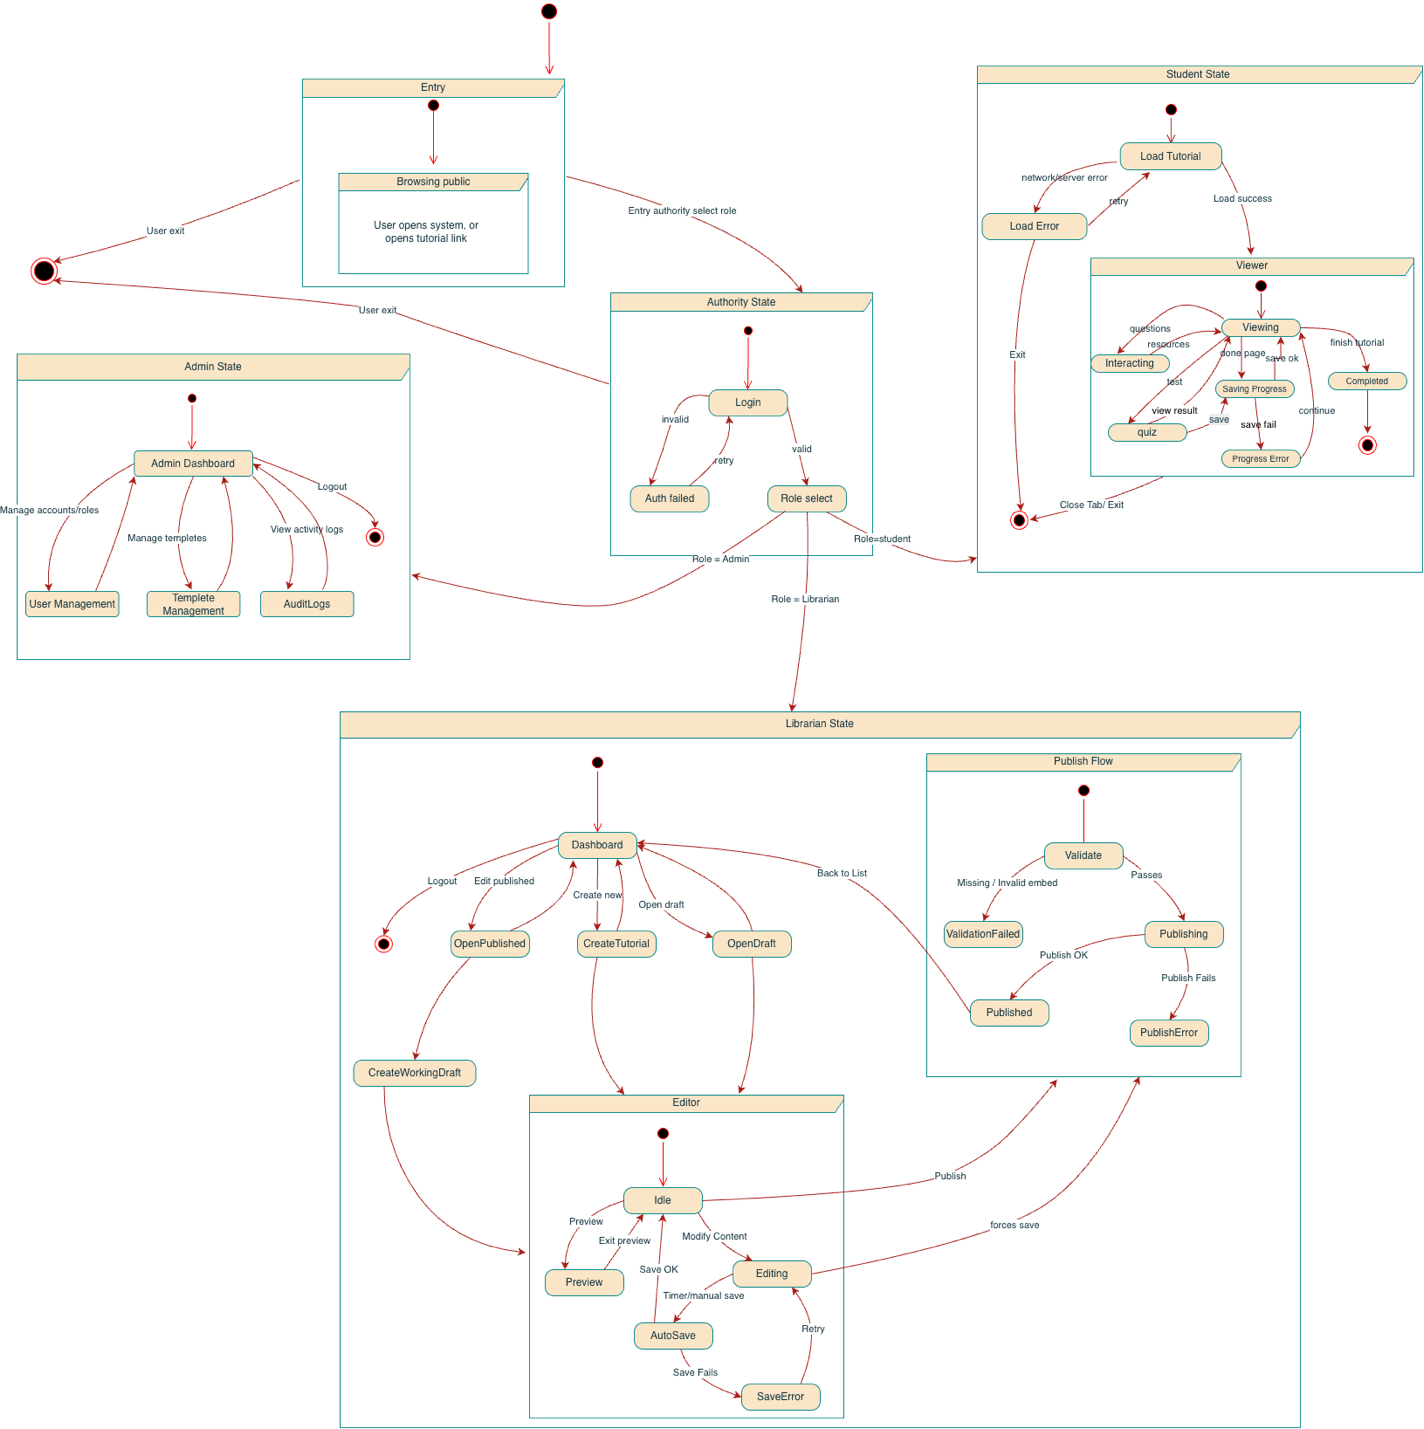 Entry
Browsing public
User opens system, or
opens tutorial link
User exit
Entry authority select role
User exit
Student State
Load Tutorial
network/server error
retry
Load Error
Load success
Exit
Viewer
Viewing
questions
resources
Interacting
done page
save ok
finish tutorial
Completed
test
Saving Progress
view result
save
quiz
save fail
continue
Progress Error
Close Tab/ Exit
Authority State
Login
invalid
retry
valid
Auth failed
Role select
Role=student
Role = Admin
Role = Librarian
Admin State
Admin Dashboard
Logout
Manage accounts/roles
Manage templetes
View activity logs
User Management
Templete
Management
AuditLogs
Librarian State
Dashboard
Logout
Edit published
Create new
Open draft
Back to List
OpenPublished
CreateTutorial
OpenDraft
CreateWorkingDraft
Publish Flow
Validate
Missing / Invalid embed
Passes
ValidationFailed
Publishing
Publish OK
Publish Fails
Published
PublishError
Editor
Idle
Publish
Preview
Exit preview
Modify Content
forces save
Save OK
Preview
Editing
Timer/manual save
AutoSave
Retry
Save Fails
SaveError